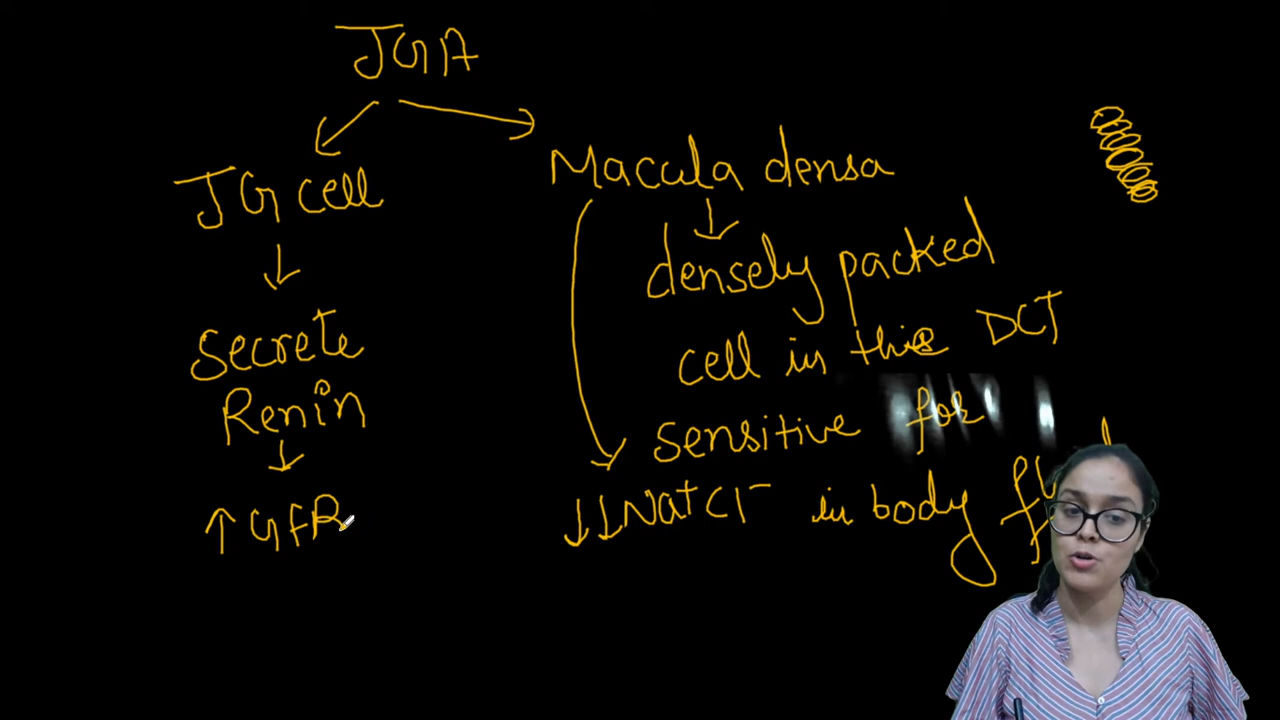 JGA
JG cell
Secrete
Renin
↑ GFR
Macula densa
densely packed
cell in this DCT
sensitive for
↓↓Na+Cl- in body